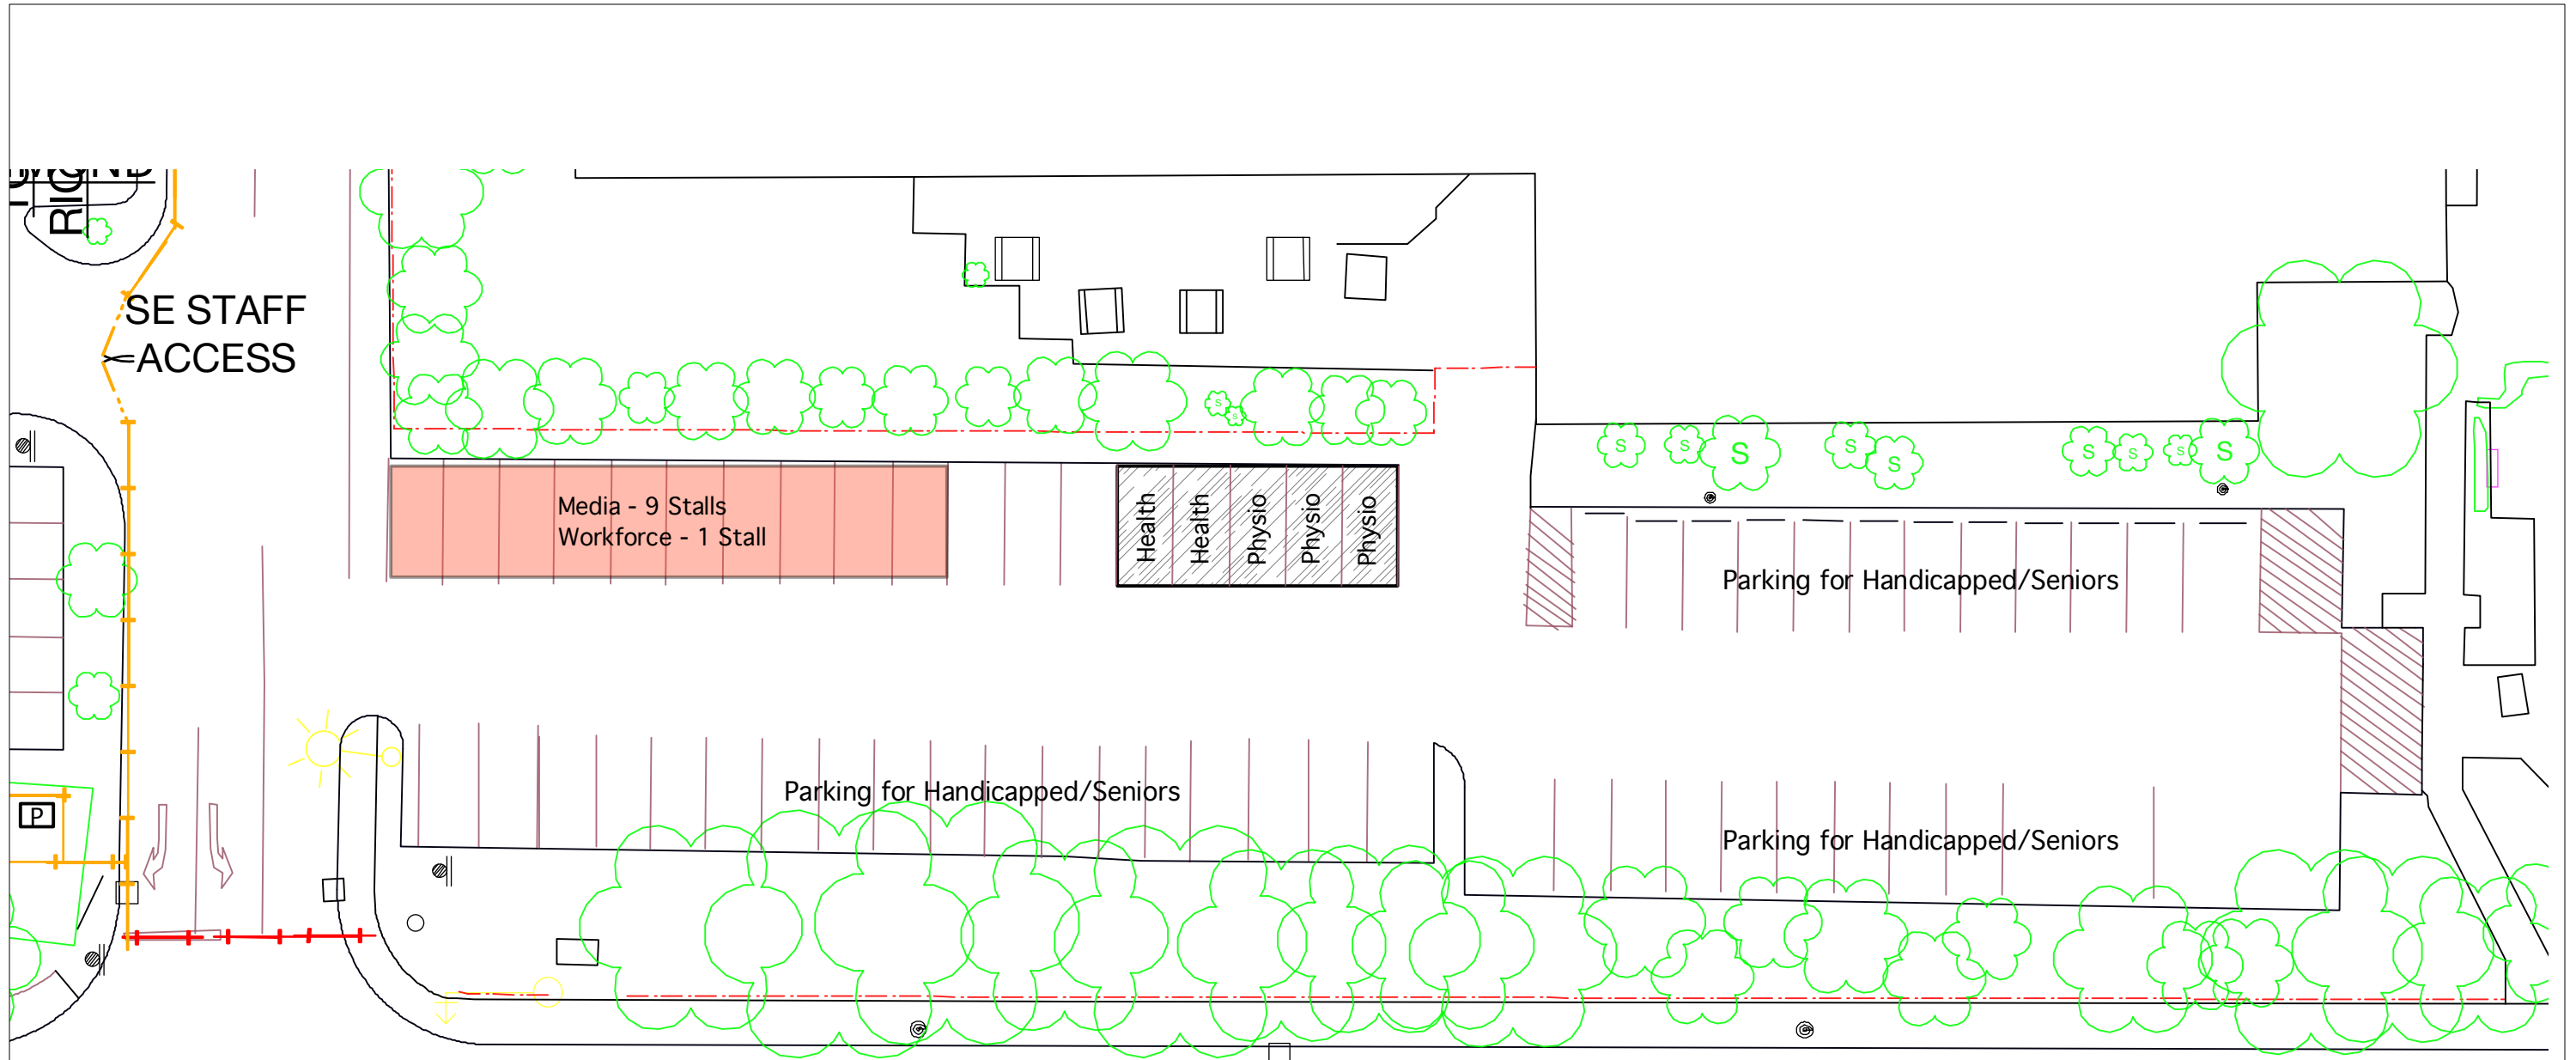 SE STAFF
ACCESS
Media - 9 Stalls
Workforce - 1 Stall
Health
Health
Physio
Physio
Physio
S
S
S
S
S
S
S
S
S
S
S
Parking for Handicapped/Seniors
Parking for Handicapped/Seniors
Parking for Handicapped/Seniors
P